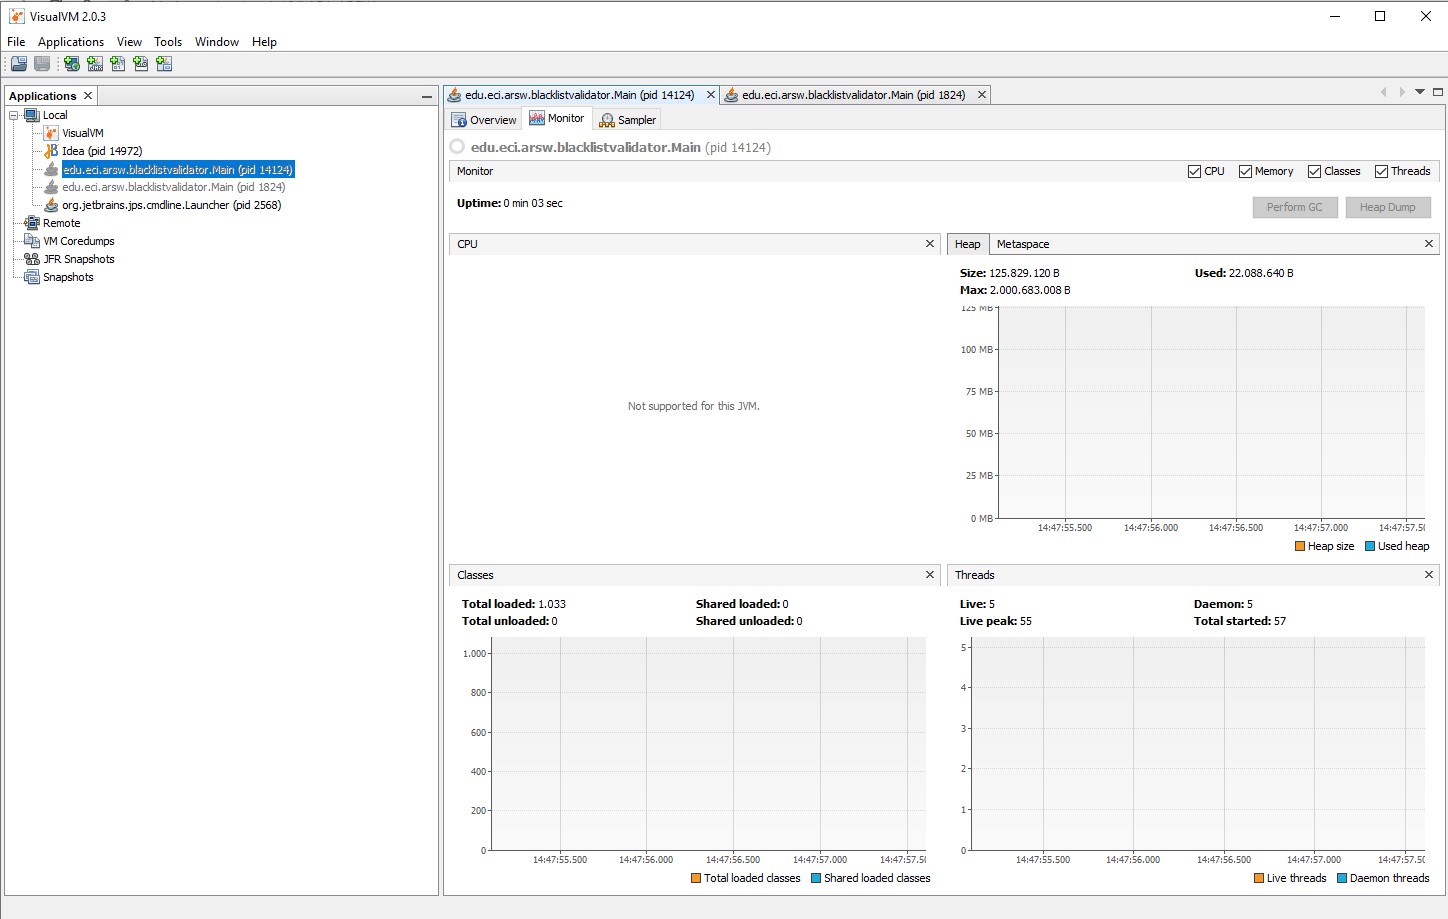 VisualVM 2.0.3
File Applications View Tools Window Help
Applications
Local
VisualVM
Idea (pid 14972)
edu.eci.arsw.blacklistvalidator.Main (pid 14124)
edu.eci.arsw.blacklistvalidator.Main (pid 1824)
org.jetbrains.jps.cmdline.Launcher (pid 2568)
Remote
VM Coredumps
JFR Snapshots
Snapshots
edu.eci.arsw.blacklistvalidator.Main (pid 14124) edu.eci.arsw.blacklistvalidator.Main (pid 1824)
Overview Monitor Sampler
edu.eci.arsw.blacklistvalidator.Main (pid 14124)
Monitor CPU Memory Classes Threads
Uptime: 0 min 03 sec
Perform GC Heap Dump
CPU
Not supported for this JVM.
Heap Metaspace
Size: 125.829.120 B Used: 22.088.640 B
Max: 2.000.683.008 B
125 MB
100 MB
75 MB
50 MB
25 MB
0 MB
14:47:55.500 14:47:56.000 14:47:56.500 14:47:57.000 14:47:57.50
Heap size Used heap
Classes
Total loaded: 1.033 Shared loaded: 0
Total unloaded: 0 Shared unloaded: 0
1.000
800
600
400
200
0
14:47:55.500 14:47:56.000 14:47:56.500 14:47:57.000 14:47:57.50
Total loaded classes Shared loaded classes
Threads
Live: 5 Daemon: 5
Live peak: 55 Total started: 57
5
4
3
2
1
0
14:47:55.500 14:47:56.000 14:47:56.500 14:47:57.000 14:47:57.50
Live threads Daemon threads